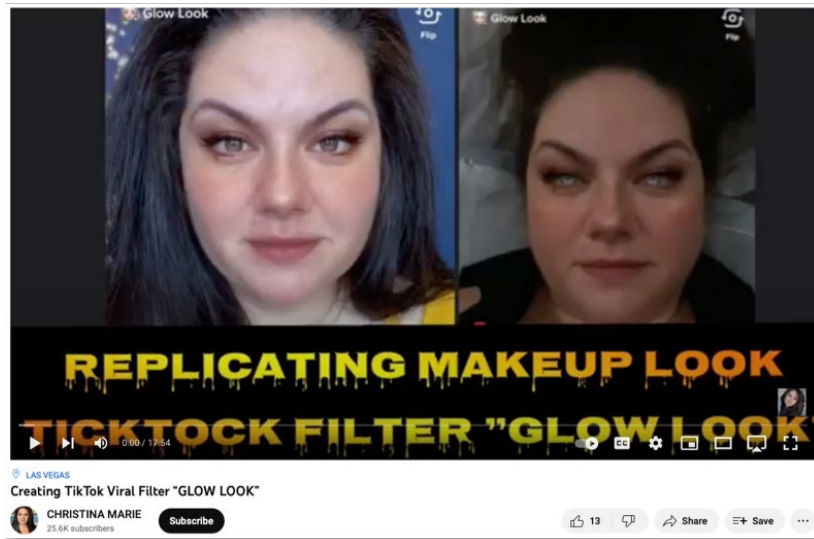 Glow Look
Flip
Glow Look
Flip
REPLICATING MAKEUP LOOK
TICKTOCK FILTER "GLOW LOOK"
0:00 / 17:54
CC
LAS VEGAS
Creating TikTok Viral Filter “GLOW LOOK”
CHRISTINA MARIE
25.6K subscribers
Subscribe
13
Share
Save